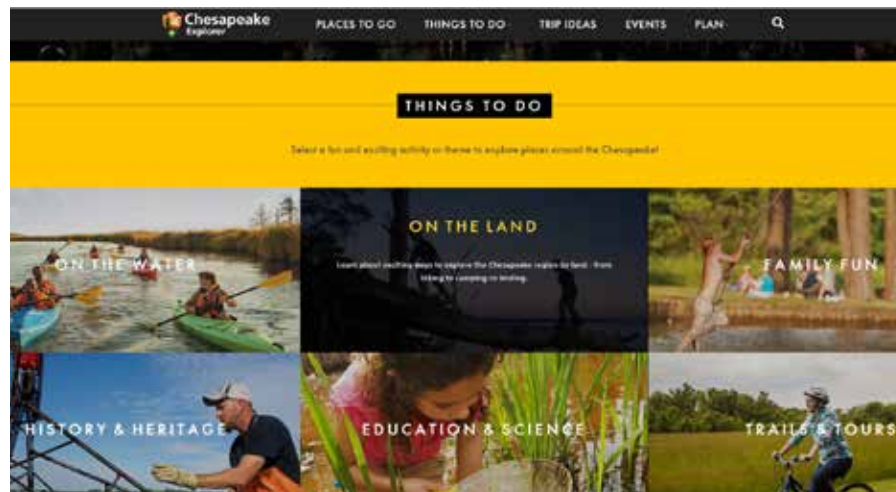 Chesapeake
Explorer
PLACES TO GO THINGS TO DO TRIP IDEAS EVENTS PLAN
THINGS TO DO
Select a fun and exciting activity or theme to explore places around the Chesapeake!
ON THE WATER
ON THE LAND
Learn about exciting ways to explore the Chesapeake region by land - from
hiking to camping to birding.
FAMILY FUN
HISTORY & HERITAGE
EDUCATION & SCIENCE
TRAILS & TOURS